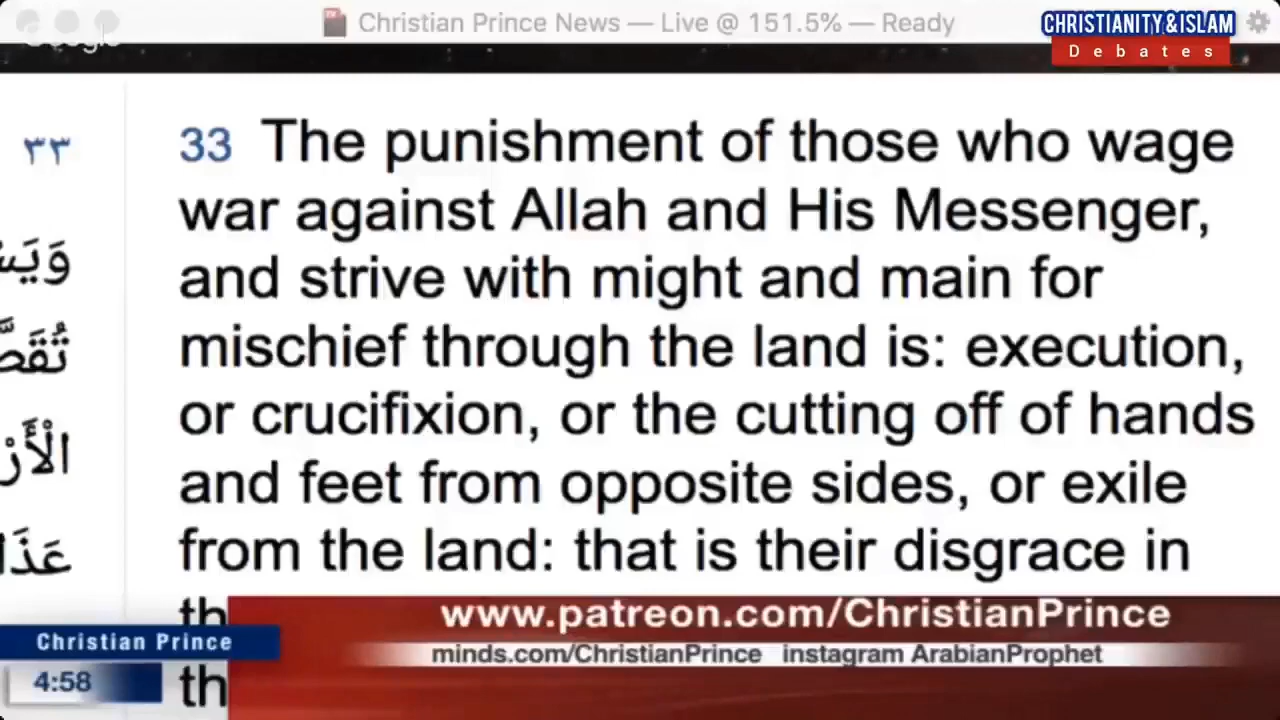 Christian Prince News — Live @ 151.5% — Ready
CHRISTIANITY&ISLAM
Debates
Google
٣٣
33 The punishment of those who wage
war against Allah and His Messenger,
and strive with might and main for
mischief through the land is: execution,
or crucifixion, or the cutting off of hands
and feet from opposite sides, or exile
from the land: that is their disgrace in
th
th
www.patreon.com/ChristianPrince
minds.com/ChristianPrince instagram ArabianProphet
Christian Prince
4:58